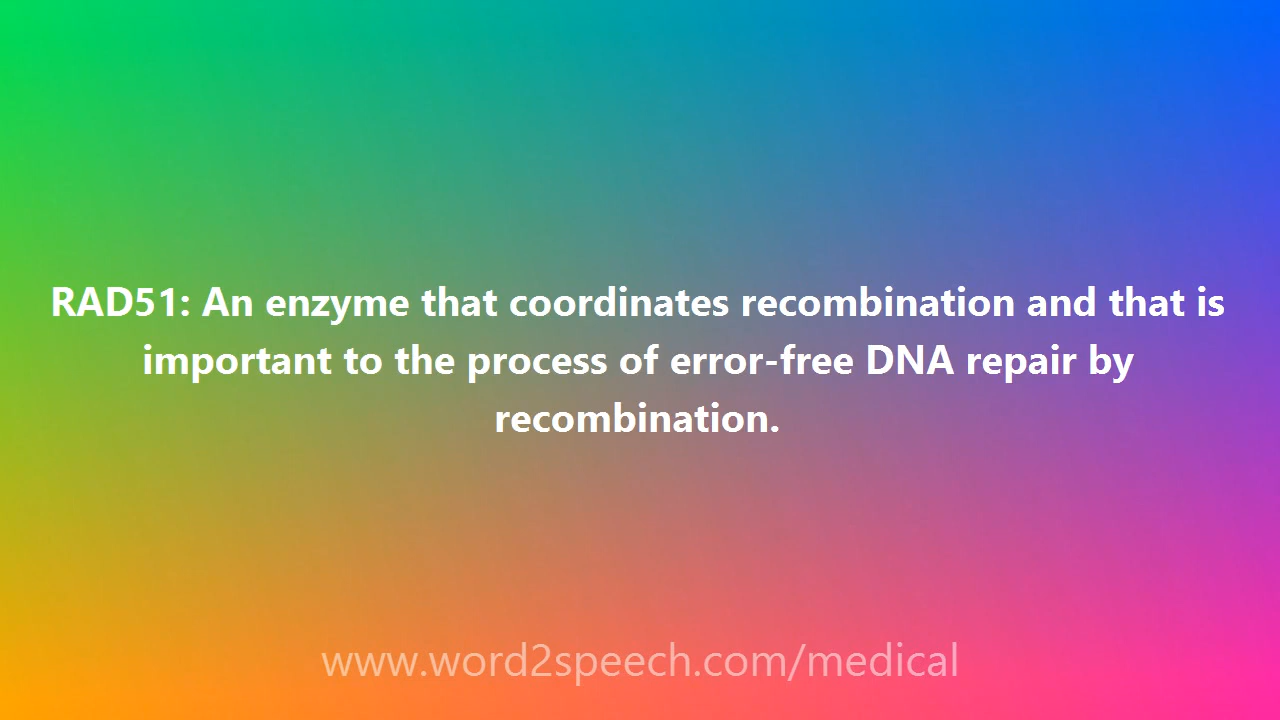 RAD51: An enzyme that coordinates recombination and that is
important to the process of error-free DNA repair by
recombination.
www.word2speech.com/medical